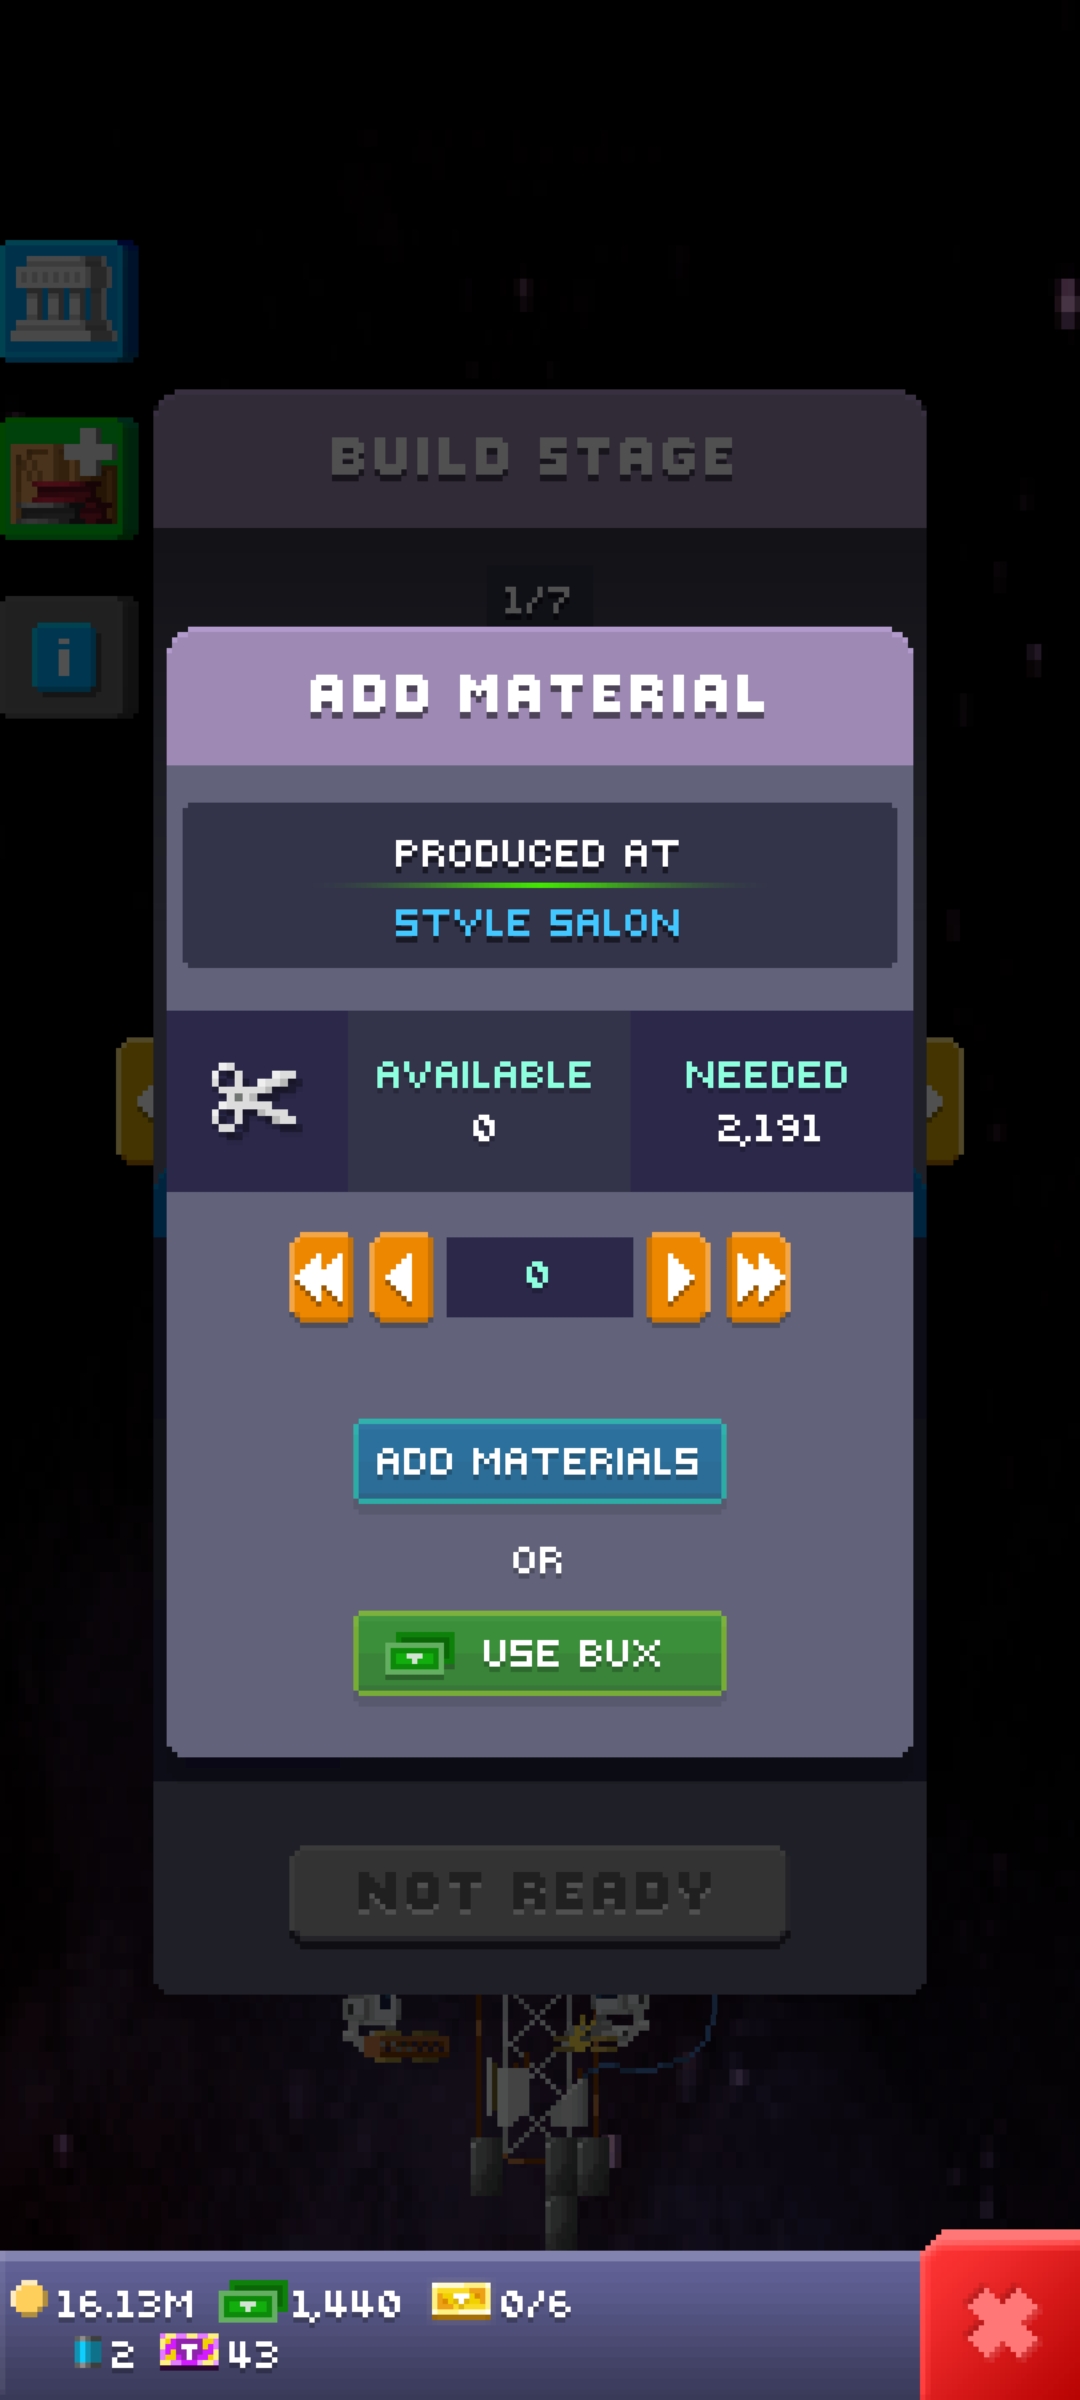 BUILD STAGE
1/7
ADD MATERIAL
PRODUCED AT
STYLE SALON
AVAILABLE
0
NEEDED
2,191
0
ADD MATERIALS
OR
USE BUX
NOT READY
16.13M 1,440 0/6
2 43